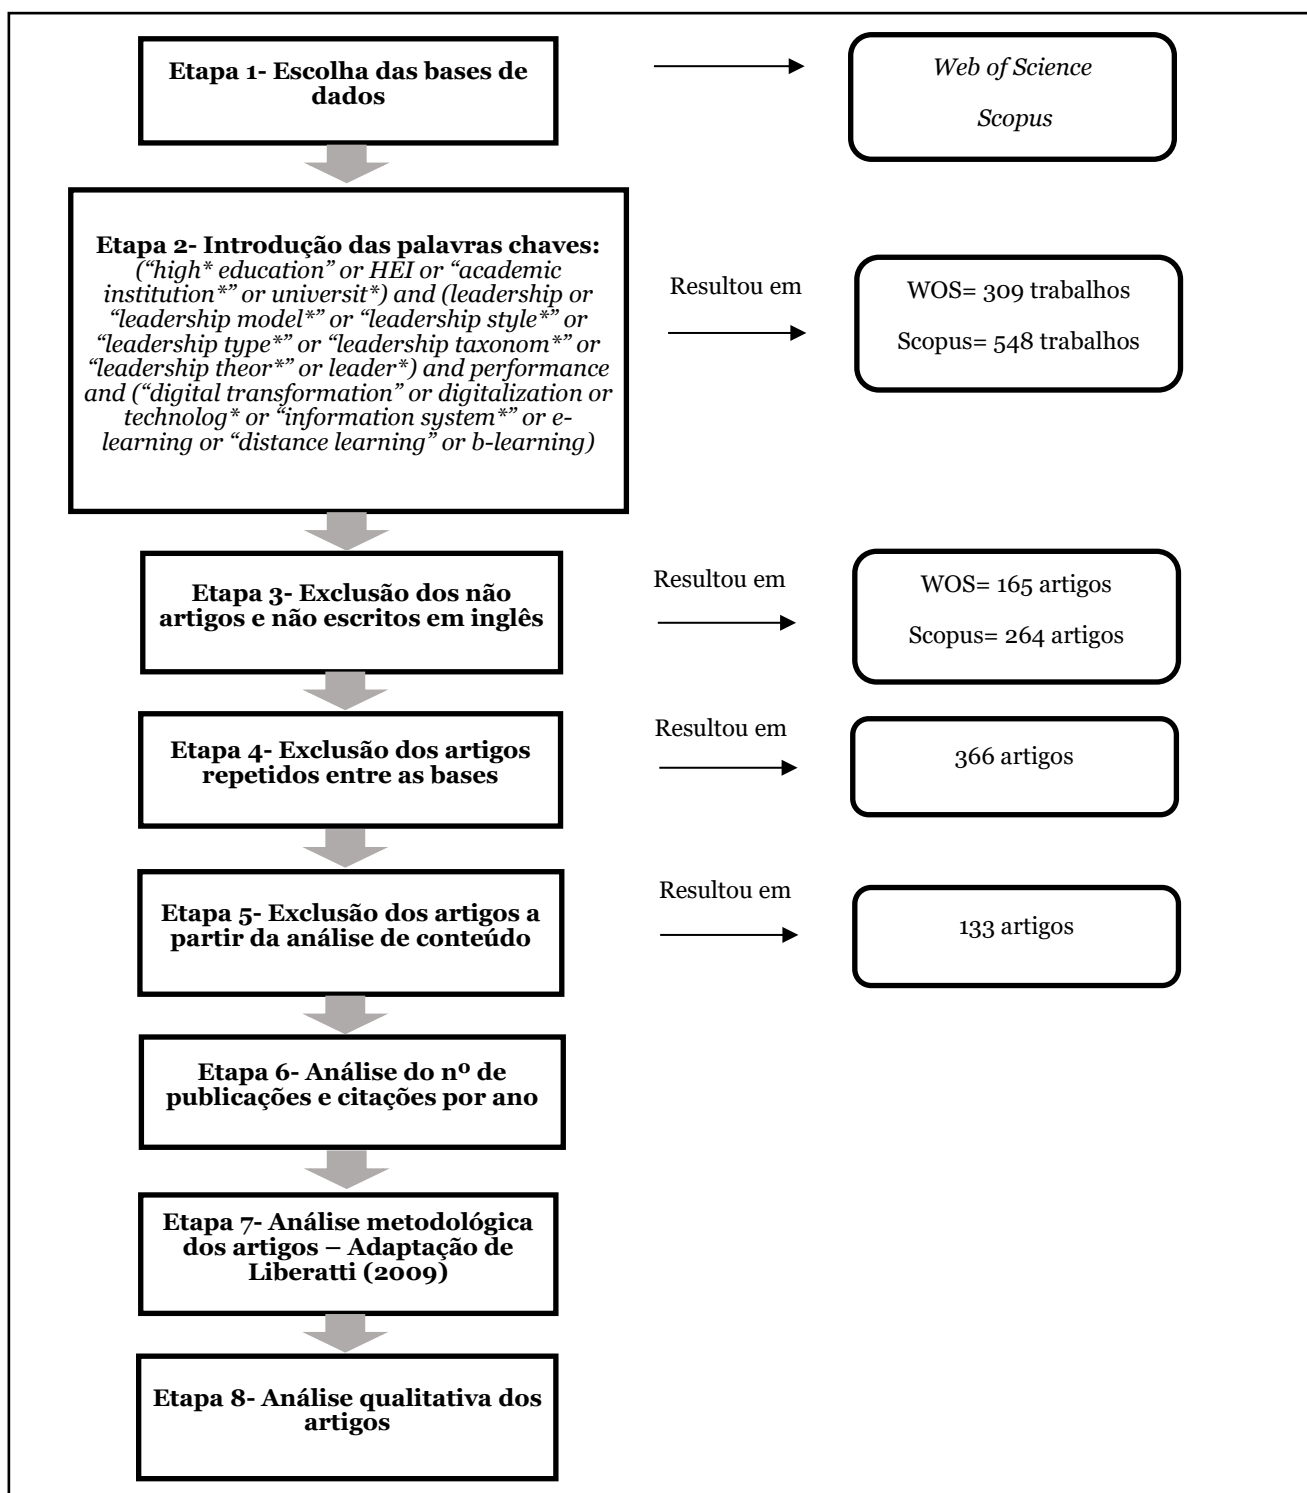 Etapa 1- Escolha das bases de
dados
Web of Science
Scopus
Etapa 2- Introdução das palavras chaves:
(“high* education” or HEI or “academic
institution*” or universit*) and (leadership or
“leadership model*” or “leadership style*” or
“leadership type*” or “leadership taxonom*” or
“leadership theor*” or leader*) and performance
and (“digital transformation” or digitalization or
technolog* or “information system*” or e-
learning or “distance learning” or b-learning)
Resultou em
WOS= 309 trabalhos
Scopus= 548 trabalhos
Etapa 3- Exclusão dos não
artigos e não escritos em inglês
Resultou em
WOS= 165 artigos
Scopus= 264 artigos
Etapa 4- Exclusão dos artigos
repetidos entre as bases
Resultou em
366 artigos
Etapa 5- Exclusão dos artigos a
partir da análise de conteúdo
Resultou em
133 artigos
Etapa 6- Análise do nº de
publicações e citações por ano
Etapa 7- Análise metodológica
dos artigos – Adaptação de
Liberatti (2009)
Etapa 8- Análise qualitativa dos
artigos